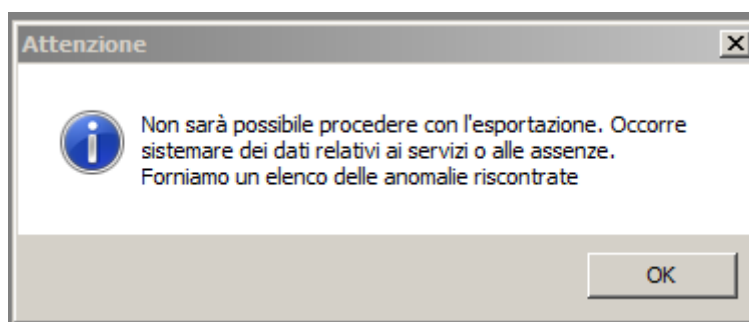 Attenzione
Non sarà possibile procedere con l'esportazione. Occorre
sistemare dei dati relativi ai servizi o alle assenze.
Forniamo un elenco delle anomalie riscontrate
OK